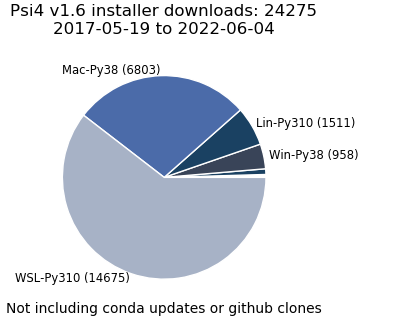 Psi4 v1.6 installer downloads: 24275
2017-05-19 to 2022-06-04
Mac-Py38 (6803)
Lin-Py310 (1511)
Win-Py38 (958)
WSL-Py310 (14675)
Not including conda updates or github clones